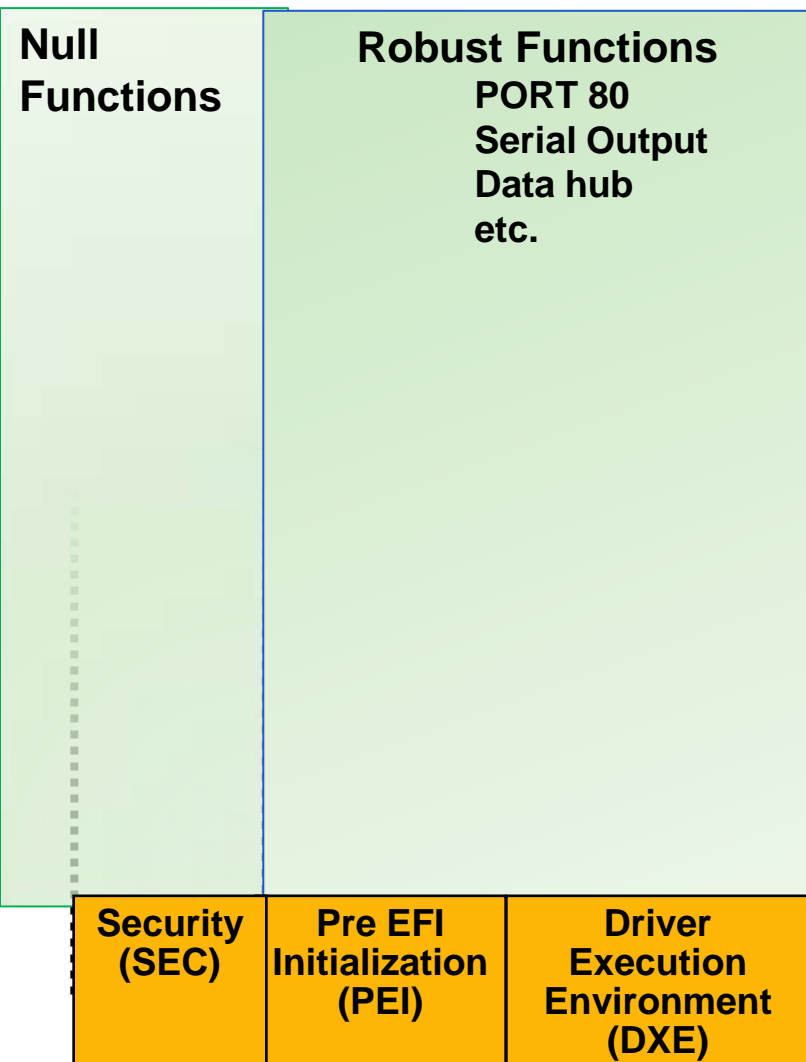 Null
Functions
Robust Functions
PORT 80
Serial Output
Data hub
etc.
Security
(SEC)
Pre EFI
Initialization
(PEI)
Driver
Execution
Environment
(DXE)